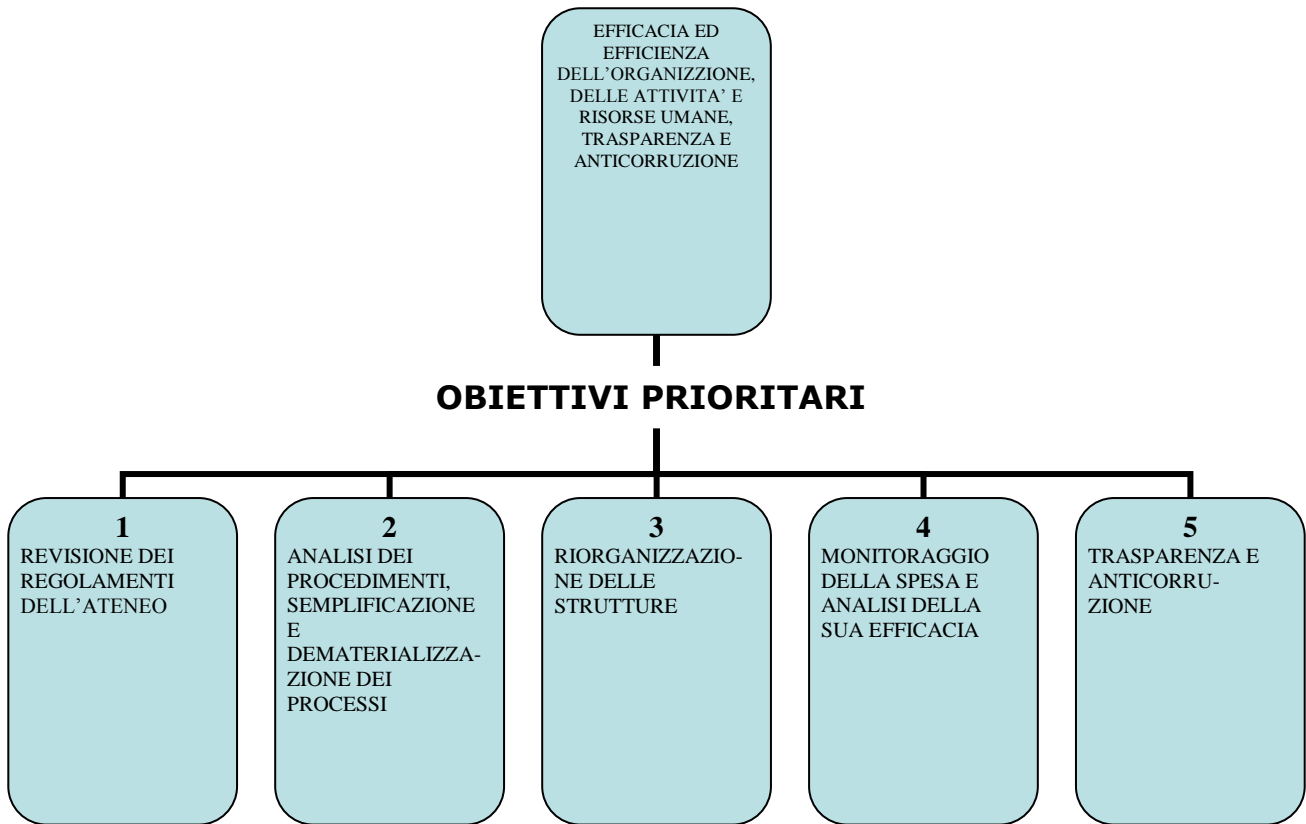 EFFICACIA ED
EFFICIENZA
DELL’ORGANIZZIONE,
DELLE ATTIVITA’ E
RISORSE UMANE,
TRASPARENZA E
ANTICORRUZIONE
OBIETTIVI PRIORITARI
1
REVISIONE DEI
REGOLAMENTI
DELL’ATENEO
2
ANALISI DEI
PROCEDIMENTI,
SEMPLIFICAZIONE
E
DEMATERIALIZZA-
ZIONE DEI
PROCESSI
3
RIORGANIZZAZIO-
NE DELLE
STRUTTURE
4
MONITORAGGIO
DELLA SPESA E
ANALISI DELLA
SUA EFFICACIA
5
TRASPARENZA E
ANTICORRU-
ZIONE